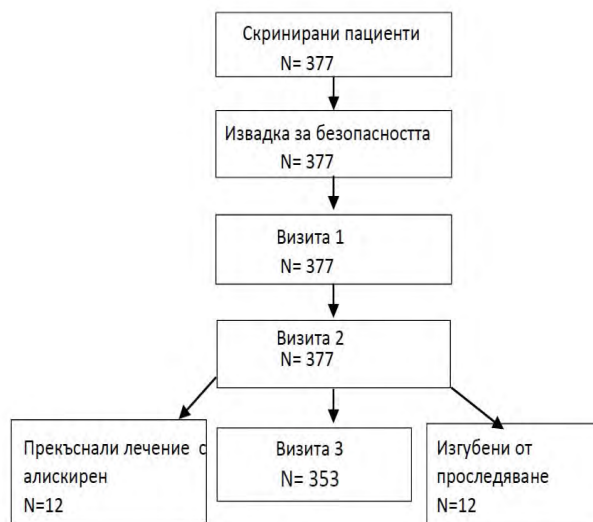 Скринирани пациенти
N= 377
Извадка за безопасността
N= 377
Визита 1
N= 377
Визита 2
N= 377
Прекъснали лечение с
алискирен
N=12
Визита 3
N= 353
Изгубени от
проследяване
N=12